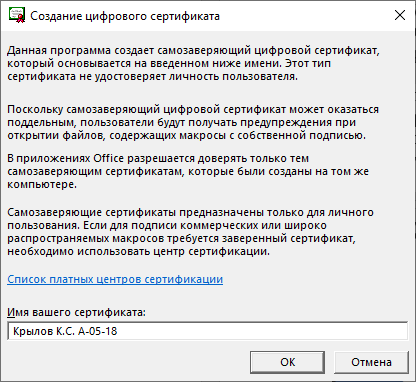 Создание цифрового сертификата
Данная программа создает самозаверяющий цифровой сертификат,
который основывается на введенном ниже имени. Этот тип
сертификата не удостоверяет личность пользователя.
Поскольку самозаверяющий цифровой сертификат может оказаться
поддельным, пользователи будут получать предупреждения при
открытии файлов, содержащих макросы с собственной подписью.
В приложениях Office разрешается доверять только тем
самозаверяющим сертификатам, которые были созданы на том же
компьютере.
Самозаверяющие сертификаты предназначены только для личного
пользования. Если для подписи коммерческих или широко
распространяемых макросов требуется заверенный сертификат,
необходимо использовать центр сертификации.
Список платных центров сертификации
Имя вашего сертификата:
Крылов К.С. А-05-18
ОК Отмена